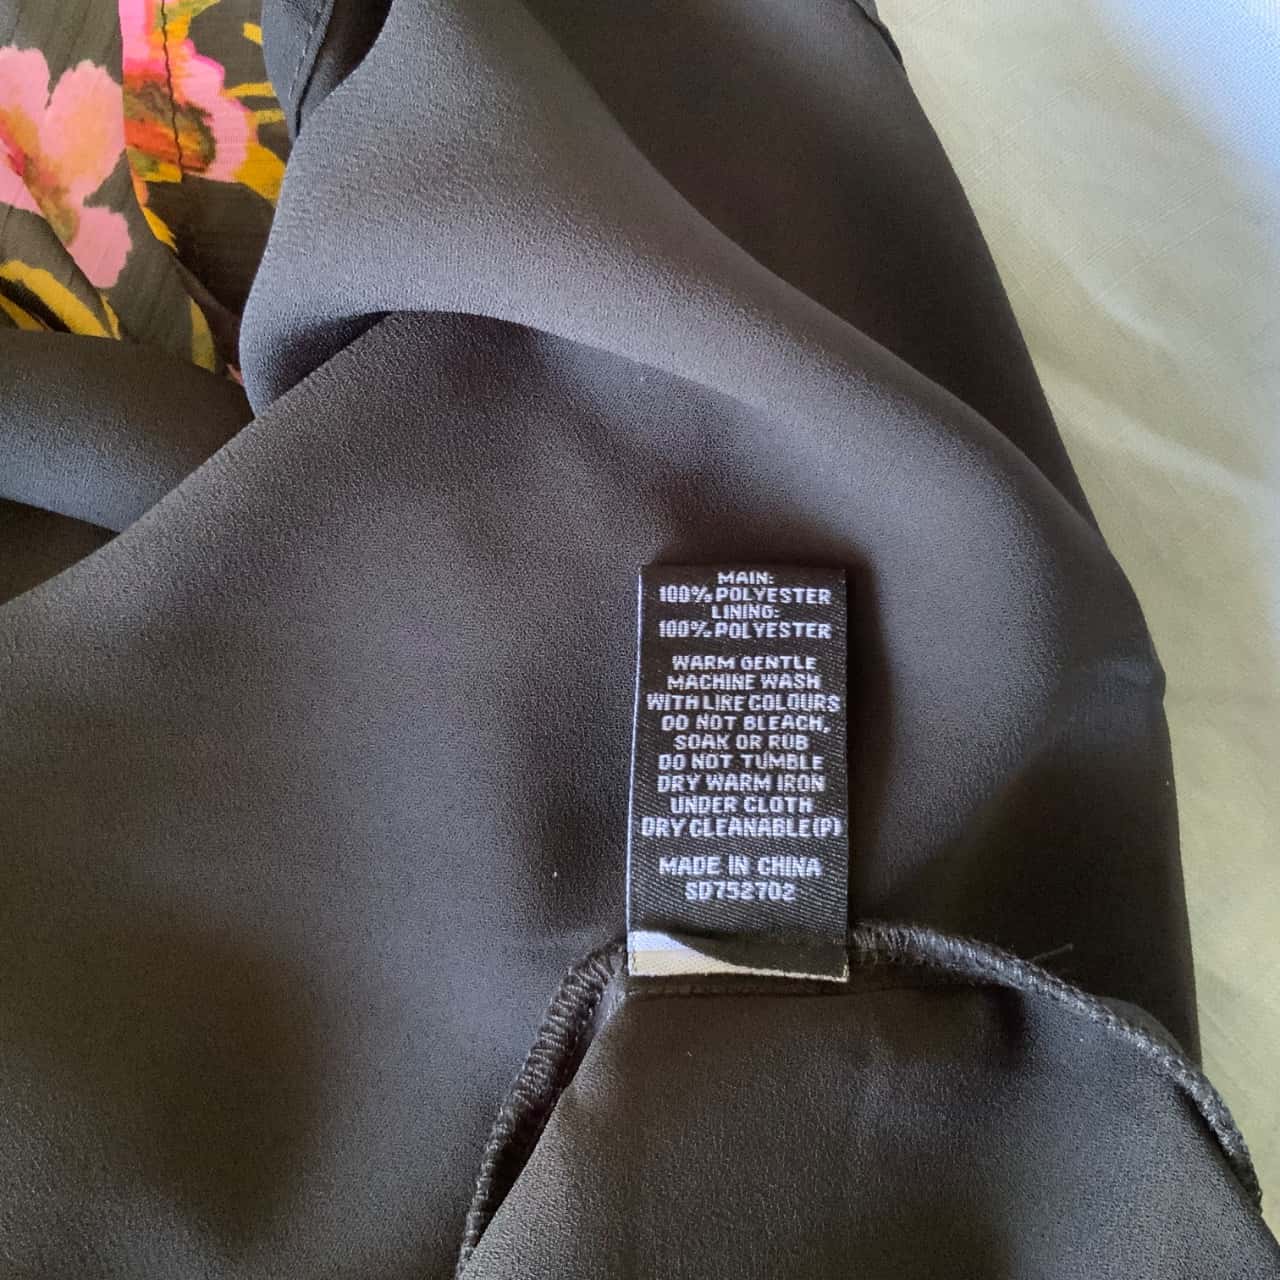 MAIN:
100% POLYESTER
LINING:
100% POLYESTER
WARM GENTLE
MACHINE WASH
WITH LIKE COLOURS
DO NOT BLEACH,
SOAK OR RUB
DO NOT TUMBLE
DRY WARM IRON
UNDER CLOTH
DRY CLEANABLE(P)
MADE IN CHINA
SD752702